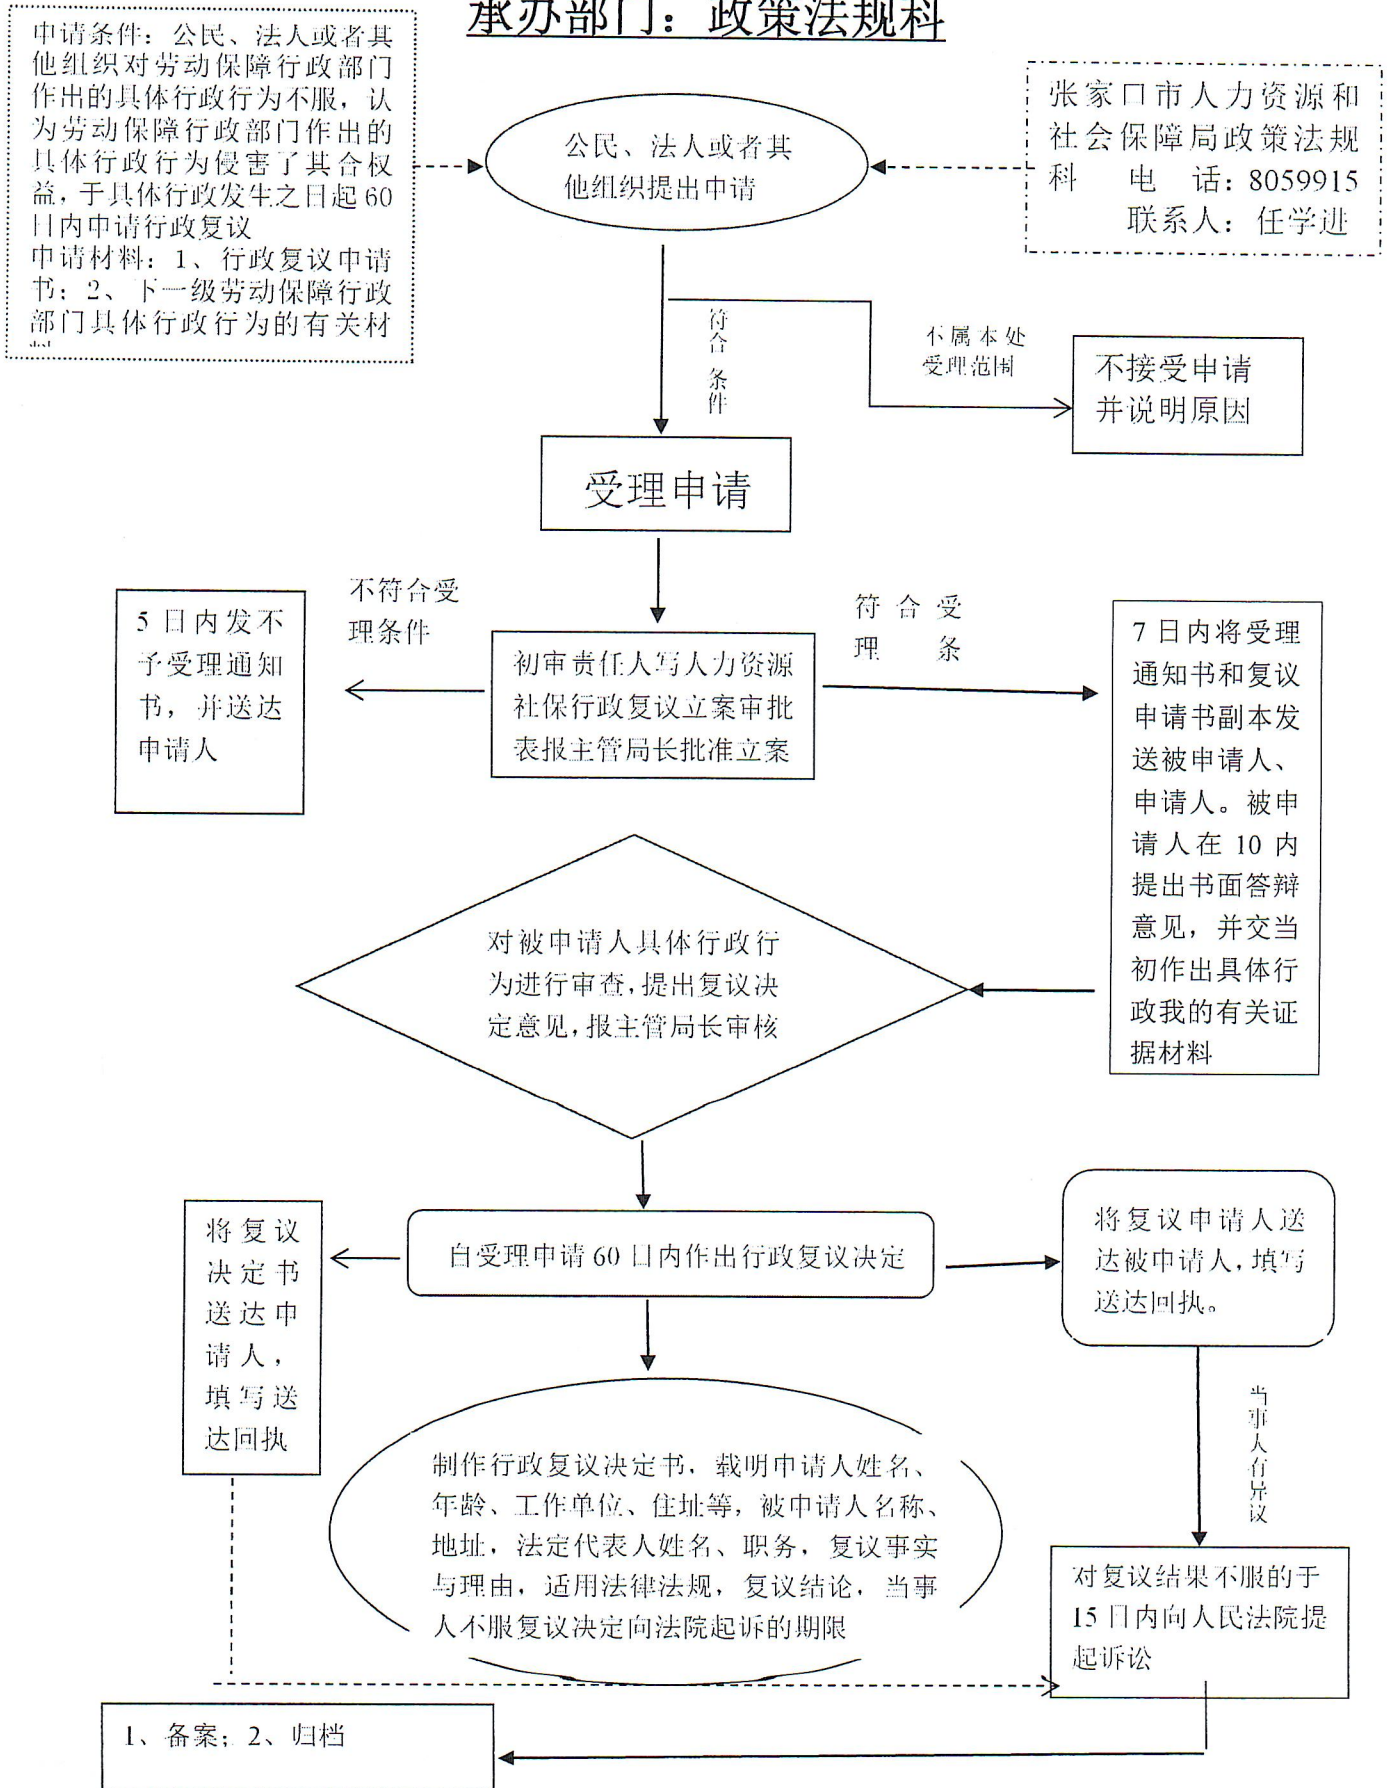 承办部门：政策法规科
申请条件：公民、法人或者其
他组织对劳动保障行政部门
作出的具体行政行为不服，认
为劳动保障行政部门作出的
具体行政行为侵害了其合权
益，于具体行政发生之日起 60
日内申请行政复议
申请材料：1、行政复议申请
书；2、下一级劳动保障行政
部门具体行政行为的有关材
公民、法人或者其
他组织提出申请
张家口市人力资源和
社会保障局政策法规
科 电 话：8059915
联系人：任学进
符合条件
不属本处
受理范围
不接受申请
并说明原因
受理申请
不符合受
理条件
符合受
理 条
5 日内发不
予受理通知
书，并送达
申请人
初审责任人写人力资源
社保行政复议立案审批
表报主管局长批准立案
7 日内将受理
通知书和复议
申请书副本发
送被申请人、
申请人。被申
请人在 10 内
提出书面答辩
意见，并交当
初作出具体行
政我的有关证
据材料
对被申请人具体行政行
为进行审查，提出复议决
定意见，报主管局长审核
自受理申请 60 日内作出行政复议决定
将复议
决定书
送达申
请人，
填写送
达回执
将复议申请人送
达被申请人，填写
送达回执。
当事人有异议
制作行政复议决定书，载明申请人姓名、
年龄、工作单位、住址等，被申请人名称、
地址，法定代表人姓名、职务，复议事实
与理由，适用法律法规，复议结论，当事
人不服复议决定向法院起诉的期限
对复议结果不服的于
15 日内向人民法院提
起诉讼
1、备案；2、归档